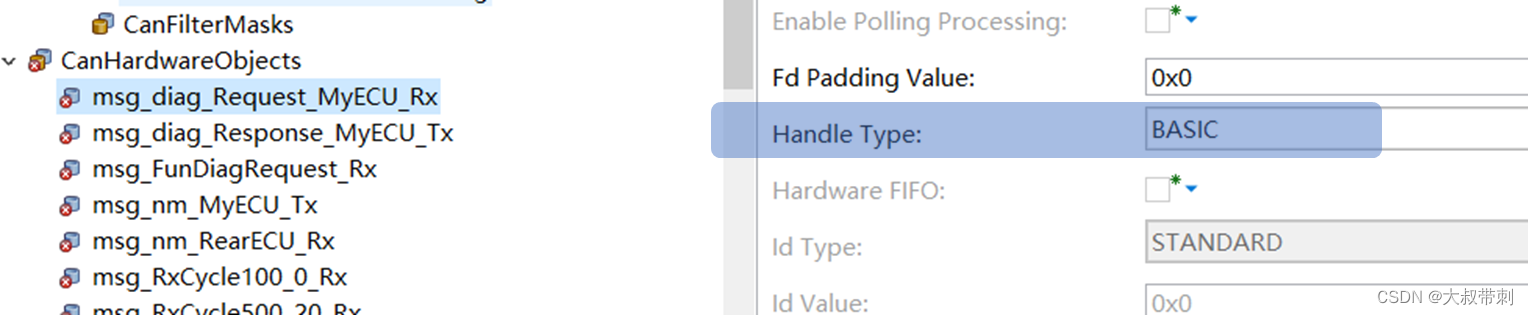 CanFilterMasks
CanHardwareObjects
msg_diag_Request_MyECU_Rx
msg_diag_Response_MyECU_Tx
msg_FunDiagRequest_Rx
msg_nm_MyECU_Tx
msg_nm_RearECU_Rx
msg_RxCycle100_0_Rx
msg_RxCycle500_20_Rx
Enable Polling Processing:
Fd Padding Value: 0x0
Handle Type: BASIC
Hardware FIFO:
Id Type: STANDARD
Id Value: 0x0
CSDN @大叔带刺